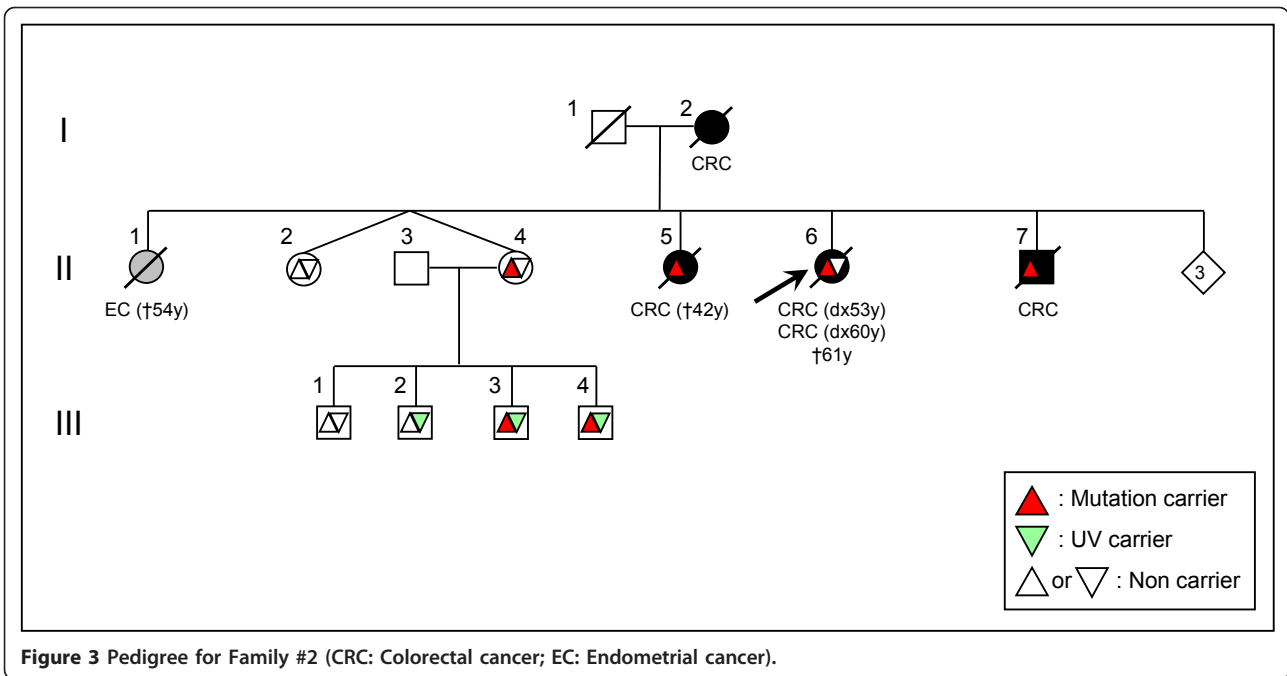 I
1
2
CRC
II
1
2
3
4
5
6
7
3
EC (†54y)
CRC (†42y)
CRC (dx53y)
CRC (dx60y)
†61y
CRC
III
1
2
3
4
: Mutation carrier
: UV carrier
or : Non carrier
Figure 3 Pedigree for Family #2 (CRC: Colorectal cancer; EC: Endometrial cancer).